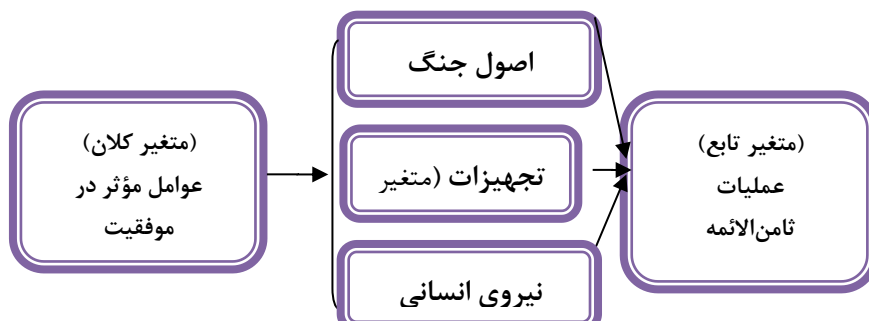 اصول جنگ
(متغیر کلان)
عوامل مؤثر در
موفقیت
تجهیزات (متغیر
نیروی انسانی
(متغیر تابع)
عملیات
ثامن‌الائمه